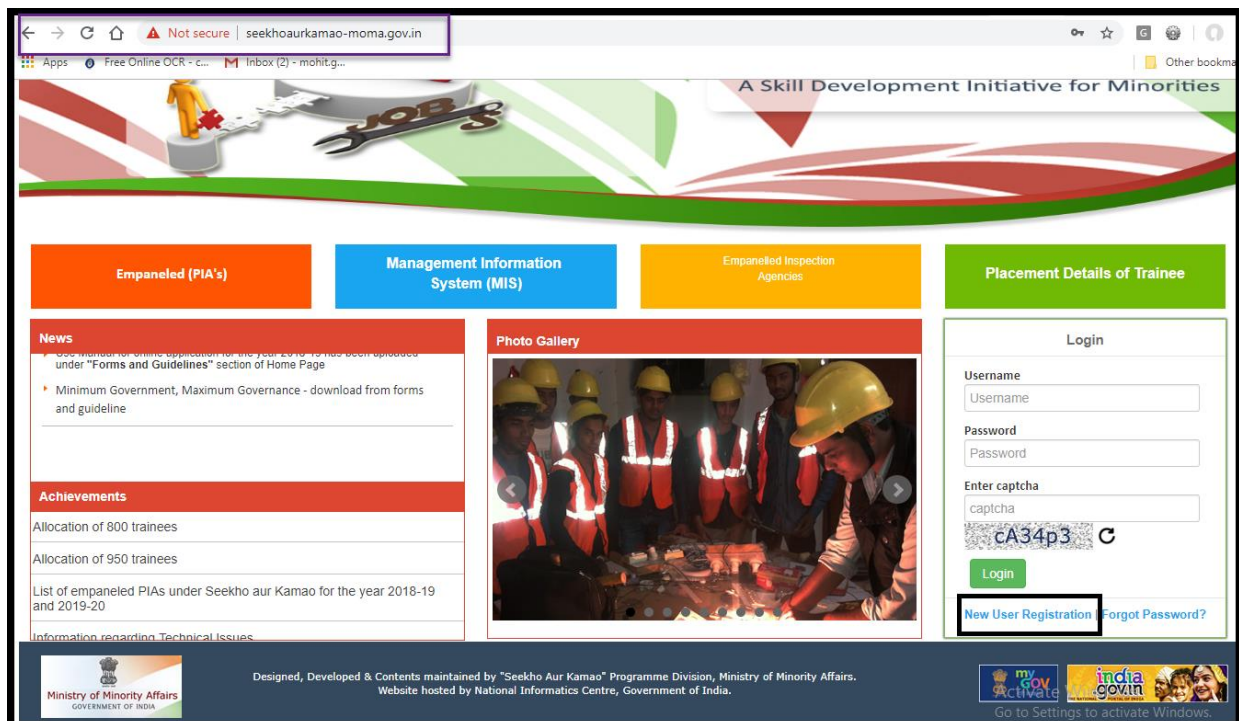 Not secure | seekhoaurkamao-moma.gov.in
Apps Free Online OCR - c... Inbox (2) - mohit.g... Other bookma
A Skill Development Initiative for Minorities
JOB
S
Empaneled (PIA's)
Management Information
System (MIS)
Empanelled Inspection
Agencies
Placement Details of Trainee
News
under "Forms and Guidelines" section of Home Page
Minimum Government, Maximum Governance - download from forms
and guideline
Achievements
Allocation of 800 trainees
Allocation of 950 trainees
List of empaneled PIAs under Seekho aur Kamao for the year 2018-19
and 2019-20
Information regarding Technical Issues
Photo Gallery
Login
Username
Username
Password
Password
Enter captcha
captcha
cA34p3
Login
New User Registration | Forgot Password?
Ministry of Minority Affairs
GOVERNMENT OF INDIA
Designed, Developed & Contents maintained by "Seekho Aur Kamao" Programme Division, Ministry of Minority Affairs.
Website hosted by National Informatics Centre, Government of India.
my
GOV
india
gov.in
Activate Windows
Go to Settings to activate Windows.